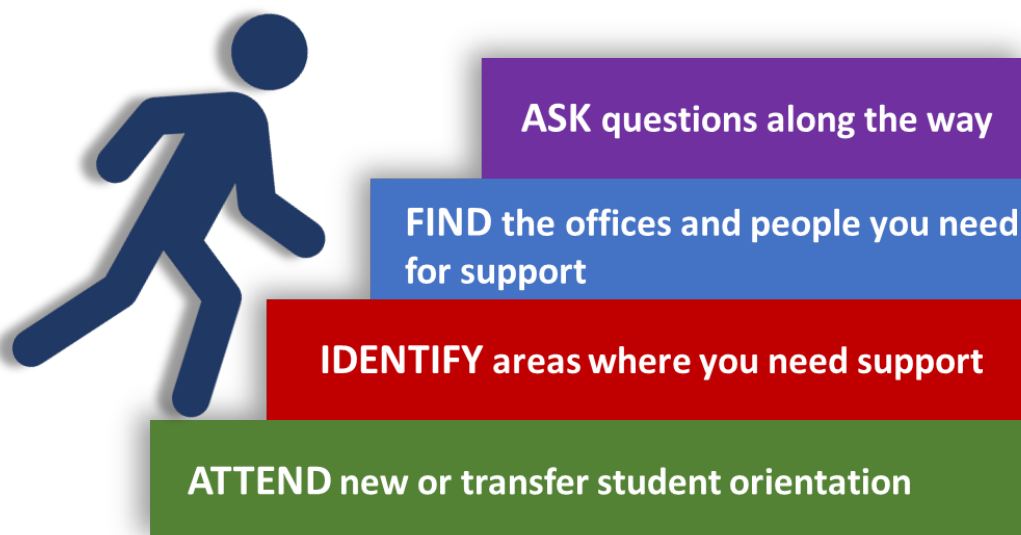 ASK questions along the way
FIND the offices and people you need
for support
IDENTIFY areas where you need support
ATTEND new or transfer student orientation